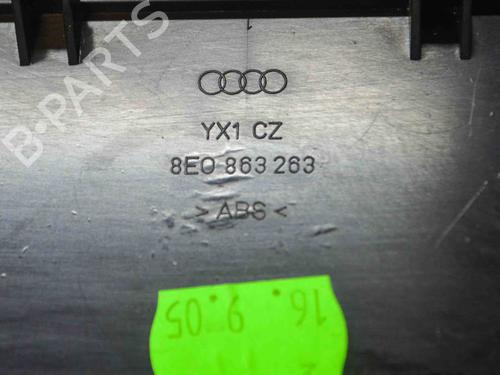 B-PARTS
YX1 CZ
8E0 863 263
> ABS <
16.9.05